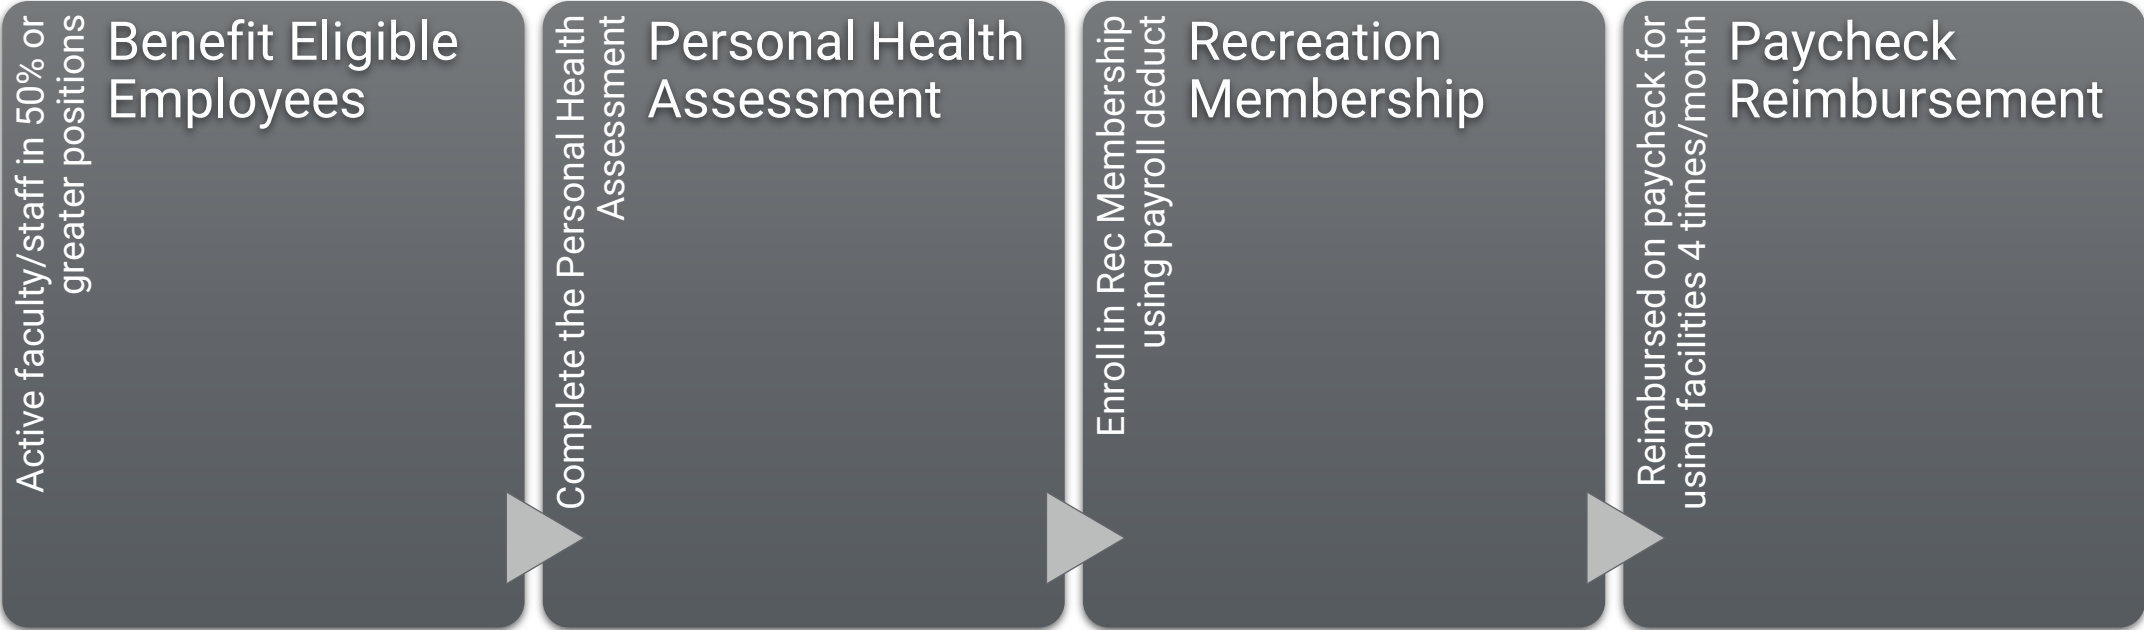 Active faculty/staff in 50% or
greater positions
Benefit Eligible
Employees
Complete the Personal Health
Assessment
Personal Health
Assessment
Enroll in Rec Membership
using payroll deduct
Recreation
Membership
Reimbursed on paycheck for
using facilities 4 times/month
Paycheck
Reimbursement